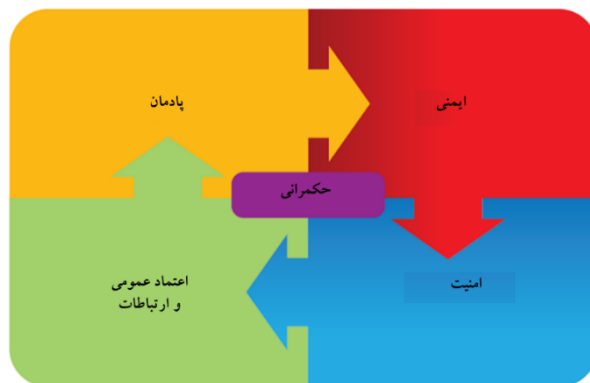 ایمنی
پادمان
حکمرانی
امنیت
اعتماد عمومی
و ارتباطات